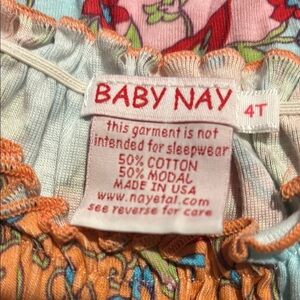 BABY NAY
4T
this garment is not
intended for sleepwear
50% COTTON
50% MODAL
MADE IN USA
www.nayetal.com
see reverse for care